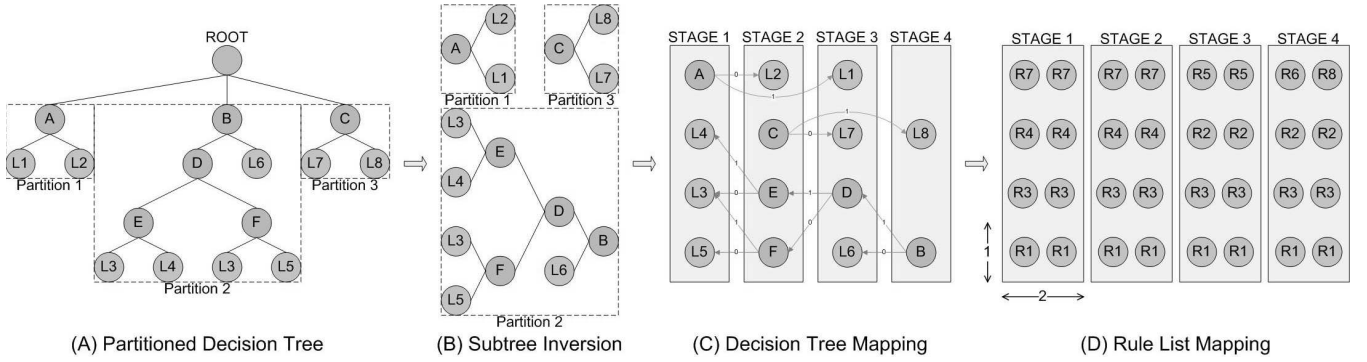 ROOT
A
B
C
L1
L2
D
L6
L7
L8
Partition 1
Partition 3
E
F
L3
L4
L3
L5
Partition 2
(A) Partitioned Decision Tree
L2
A
L1
Partition 1
L8
C
L7
Partition 3
L3
E
L4
D
L3
B
F
L6
L5
Partition 2
(B) Subtree Inversion
STAGE 1 STAGE 2 STAGE 3 STAGE 4
A 0 L2 L1
1
1
L4 C 0 L7 L8
1 1
L3 0 E 1 D
1 0 1
L5 0 F L6 0 B
(C) Decision Tree Mapping
STAGE 1 STAGE 2 STAGE 3 STAGE 4
R7 R7 R7 R7 R5 R5 R6 R8
R4 R4 R4 R4 R2 R2 R2 R2
R3 R3 R3 R3 R3 R3 R3 R3
1
R1 R1 R1 R1 R1 R1 R1 R1
2
(D) Rule List Mapping